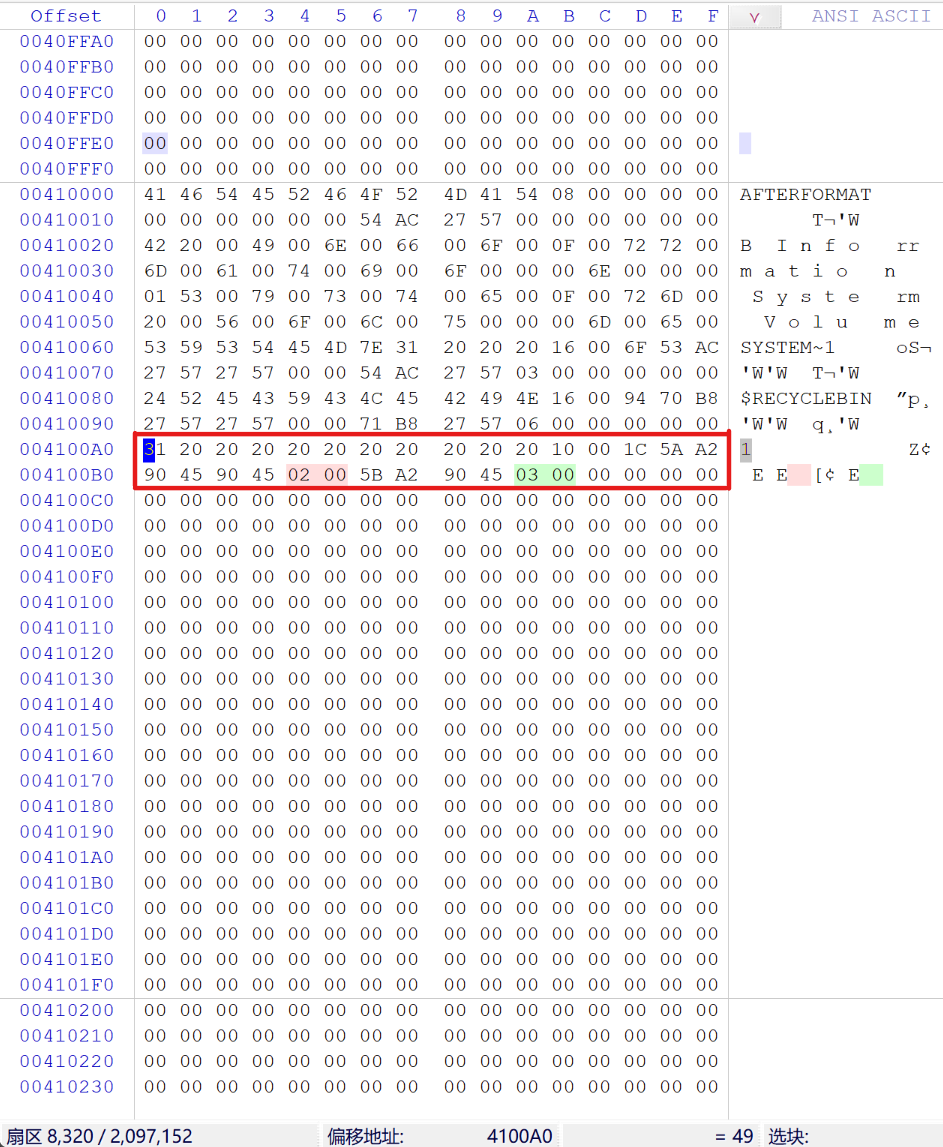 Offset 0 1 2 3 4 5 6 7 8 9 A B C D E F ANSI ASCII
0040FFA0 00 00 00 00 00 00 00 00 00 00 00 00 00 00 00 00
0040FFB0 00 00 00 00 00 00 00 00 00 00 00 00 00 00 00 00
0040FFC0 00 00 00 00 00 00 00 00 00 00 00 00 00 00 00 00
0040FFD0 00 00 00 00 00 00 00 00 00 00 00 00 00 00 00 00
0040FFE0 00 00 00 00 00 00 00 00 00 00 00 00 00 00 00 00
0040FFF0 00 00 00 00 00 00 00 00 00 00 00 00 00 00 00 00
00410000 41 46 54 45 52 46 4F 52 4D 41 54 08 00 00 00 00 AFTERFORMAT
00410010 00 00 00 00 00 00 54 AC 27 57 00 00 00 00 00 00 T¬'W
00410020 42 20 00 49 00 6E 00 66 00 6F 00 0F 00 72 72 00 B I n f o rr
00410030 6D 00 61 00 74 00 69 00 6F 00 00 00 6E 00 00 00 m a t i o n
00410040 01 53 00 79 00 73 00 74 00 65 00 0F 00 72 6D 00 S y s t e rm
00410050 20 00 56 00 6F 00 6C 00 75 00 00 00 6D 00 65 00 V o l u m e
00410060 53 59 53 54 45 4D 7E 31 20 20 20 16 00 6F 53 AC SYSTEM~1 oS¬
00410070 27 57 27 57 00 00 54 AC 27 57 03 00 00 00 00 00 'W'W T¬'W
00410080 24 52 45 43 59 43 4C 45 42 49 4E 16 00 94 70 B8 $RECYCLEBIN ”p¸
00410090 27 57 27 57 00 00 71 B8 27 57 06 00 00 00 00 00 'W'W q¸'W
004100A0 31 20 20 20 20 20 20 20 20 20 20 10 00 1C 5A A2 1 Z¢
004100B0 90 45 90 45 02 00 5B A2 90 45 03 00 00 00 00 00 E E [¢ E
004100C0 00 00 00 00 00 00 00 00 00 00 00 00 00 00 00 00
004100D0 00 00 00 00 00 00 00 00 00 00 00 00 00 00 00 00
004100E0 00 00 00 00 00 00 00 00 00 00 00 00 00 00 00 00
004100F0 00 00 00 00 00 00 00 00 00 00 00 00 00 00 00 00
00410100 00 00 00 00 00 00 00 00 00 00 00 00 00 00 00 00
00410110 00 00 00 00 00 00 00 00 00 00 00 00 00 00 00 00
00410120 00 00 00 00 00 00 00 00 00 00 00 00 00 00 00 00
00410130 00 00 00 00 00 00 00 00 00 00 00 00 00 00 00 00
00410140 00 00 00 00 00 00 00 00 00 00 00 00 00 00 00 00
00410150 00 00 00 00 00 00 00 00 00 00 00 00 00 00 00 00
00410160 00 00 00 00 00 00 00 00 00 00 00 00 00 00 00 00
00410170 00 00 00 00 00 00 00 00 00 00 00 00 00 00 00 00
00410180 00 00 00 00 00 00 00 00 00 00 00 00 00 00 00 00
00410190 00 00 00 00 00 00 00 00 00 00 00 00 00 00 00 00
004101A0 00 00 00 00 00 00 00 00 00 00 00 00 00 00 00 00
004101B0 00 00 00 00 00 00 00 00 00 00 00 00 00 00 00 00
004101C0 00 00 00 00 00 00 00 00 00 00 00 00 00 00 00 00
004101D0 00 00 00 00 00 00 00 00 00 00 00 00 00 00 00 00
004101E0 00 00 00 00 00 00 00 00 00 00 00 00 00 00 00 00
004101F0 00 00 00 00 00 00 00 00 00 00 00 00 00 00 00 00
00410200 00 00 00 00 00 00 00 00 00 00 00 00 00 00 00 00
00410210 00 00 00 00 00 00 00 00 00 00 00 00 00 00 00 00
00410220 00 00 00 00 00 00 00 00 00 00 00 00 00 00 00 00
00410230 00 00 00 00 00 00 00 00 00 00 00 00 00 00 00 00
扇区 8,320 / 2,097,152 偏移地址: 4100A0 = 49 选块: